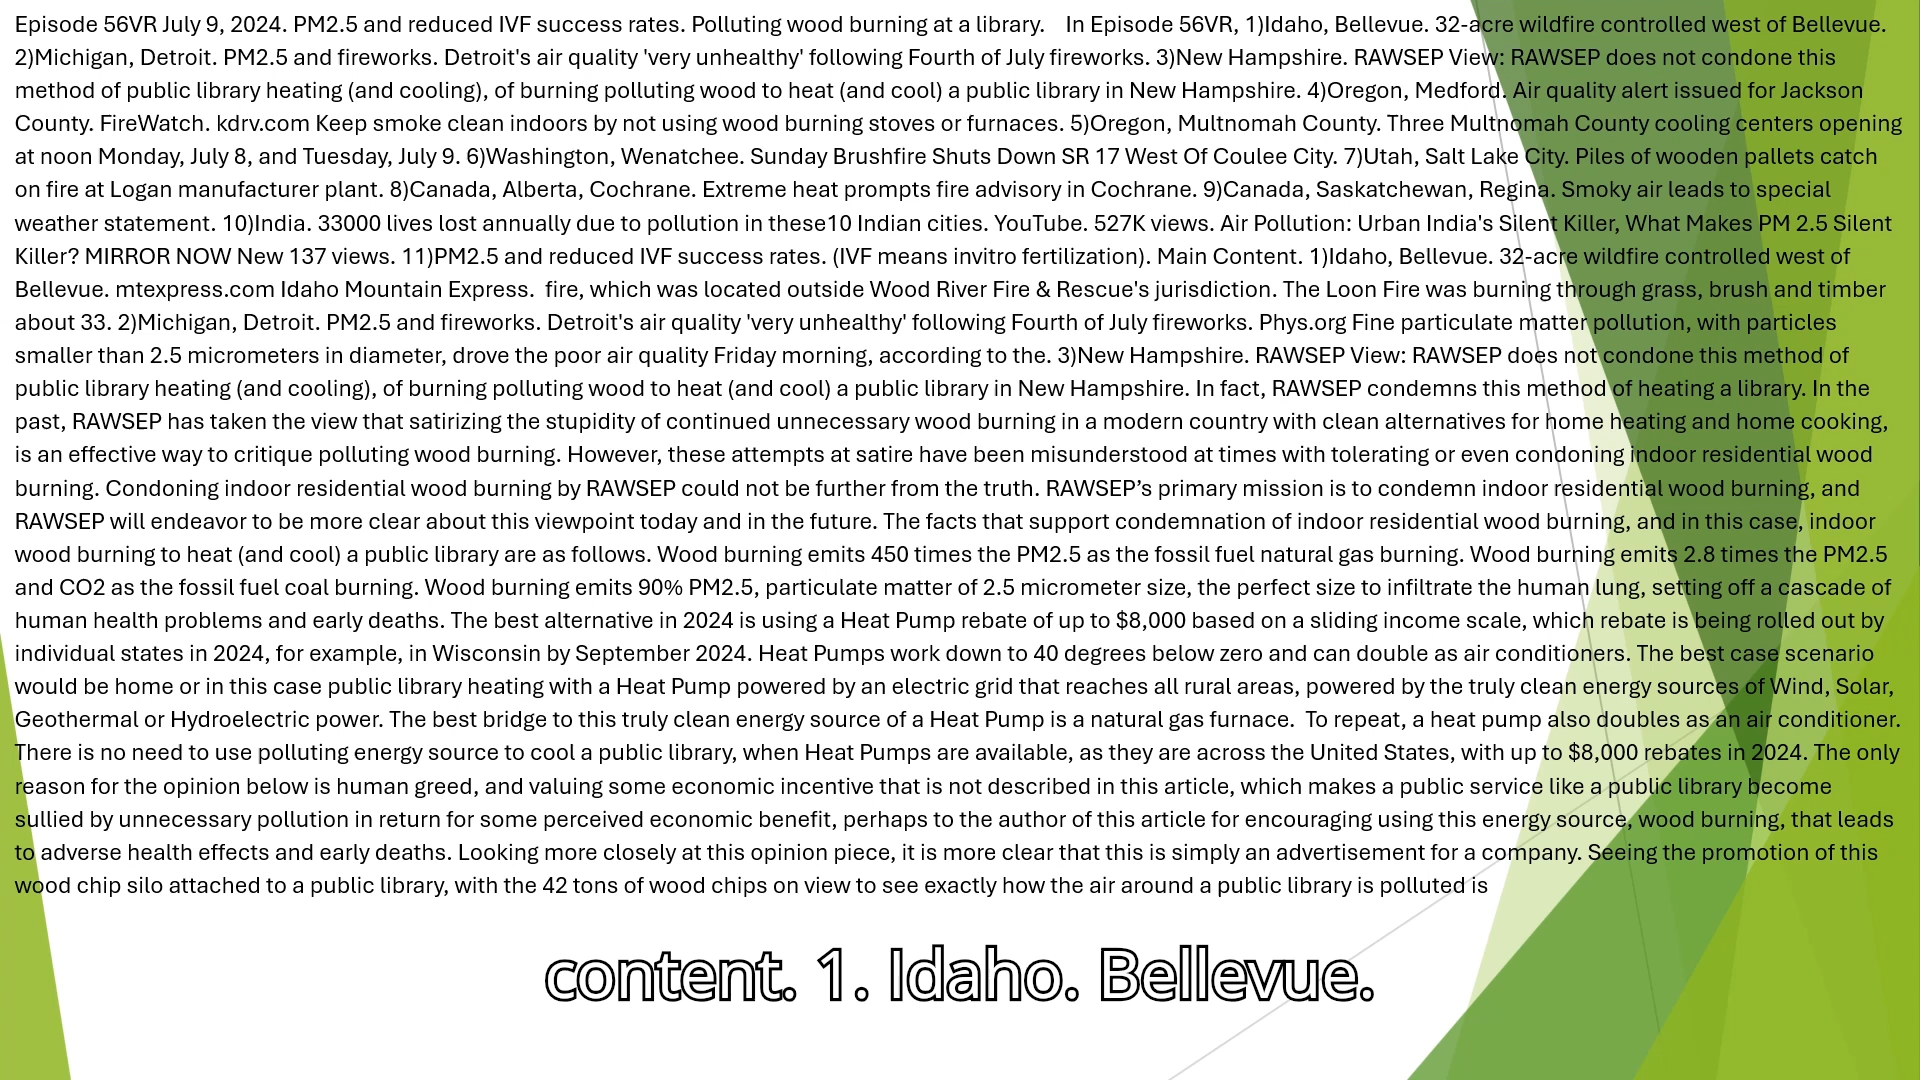 Episode 56VR July 9, 2024. PM2.5 and reduced IVF success rates. Polluting wood burning at a library.    In Episode 56VR, 1)Idaho, Bellevue. 32-acre wildfire controlled west of Bellevue.
2)Michigan, Detroit. PM2.5 and fireworks. Detroit's air quality 'very unhealthy' following Fourth of July fireworks. 3)New Hampshire. RAWSEP View: RAWSEP does not condone this
method of public library heating (and cooling), of burning polluting wood to heat (and cool) a public library in New Hampshire. 4)Oregon, Medford. Air quality alert issued for Jackson
County. FireWatch. kdrv.com Keep smoke clean indoors by not using wood burning stoves or furnaces. 5)Oregon, Multnomah County. Three Multnomah County cooling centers opening
at noon Monday, July 8, and Tuesday, July 9. 6)Washington, Wenatchee. Sunday Brushfire Shuts Down SR 17 West Of Coulee City. 7)Utah, Salt Lake City. Piles of wooden pallets catch
on fire at Logan manufacturer plant. 8)Canada, Alberta, Cochrane. Extreme heat prompts fire advisory in Cochrane. 9)Canada, Saskatchewan, Regina. Smoky air leads to special
weather statement. 10)India. 33000 lives lost annually due to pollution in these10 Indian cities. YouTube. 527K views. Air Pollution: Urban India's Silent Killer, What Makes PM 2.5 Silent
Killer? MIRROR NOW New 137 views. 11)PM2.5 and reduced IVF success rates. (IVF means invitro fertilization). Main Content. 1)Idaho, Bellevue. 32-acre wildfire controlled west of
Bellevue. mtexpress.com Idaho Mountain Express.  fire, which was located outside Wood River Fire & Rescue's jurisdiction. The Loon Fire was burning through grass, brush and timber
about 33. 2)Michigan, Detroit. PM2.5 and fireworks. Detroit's air quality 'very unhealthy' following Fourth of July fireworks. Phys.org Fine particulate matter pollution, with particles
smaller than 2.5 micrometers in diameter, drove the poor air quality Friday morning, according to the. 3)New Hampshire. RAWSEP View: RAWSEP does not condone this method of
public library heating (and cooling), of burning polluting wood to heat (and cool) a public library in New Hampshire. In fact, RAWSEP condemns this method of heating a library. In the
past, RAWSEP has taken the view that satirizing the stupidity of continued unnecessary wood burning in a modern country with clean alternatives for home heating and home cooking,
is an effective way to critique polluting wood burning. However, these attempts at satire have been misunderstood at times with tolerating or even condoning indoor residential wood
burning. Condoning indoor residential wood burning by RAWSEP could not be further from the truth. RAWSEP’s primary mission is to condemn indoor residential wood burning, and
RAWSEP will endeavor to be more clear about this viewpoint today and in the future. The facts that support condemnation of indoor residential wood burning, and in this case, indoor
wood burning to heat (and cool) a public library are as follows. Wood burning emits 450 times the PM2.5 as the fossil fuel natural gas burning. Wood burning emits 2.8 times the PM2.5
and CO2 as the fossil fuel coal burning. Wood burning emits 90% PM2.5, particulate matter of 2.5 micrometer size, the perfect size to infiltrate the human lung, setting off a cascade of
human health problems and early deaths. The best alternative in 2024 is using a Heat Pump rebate of up to $8,000 based on a sliding income scale, which rebate is being rolled out by
individual states in 2024, for example, in Wisconsin by September 2024. Heat Pumps work down to 40 degrees below zero and can double as air conditioners. The best case scenario
would be home or in this case public library heating with a Heat Pump powered by an electric grid that reaches all rural areas, powered by the truly clean energy sources of Wind, Solar,
Geothermal or Hydroelectric power. The best bridge to this truly clean energy source of a Heat Pump is a natural gas furnace.  To repeat, a heat pump also doubles as an air conditioner.
There is no need to use polluting energy source to cool a public library, when Heat Pumps are available, as they are across the United States, with up to $8,000 rebates in 2024. The only
reason for the opinion below is human greed, and valuing some economic incentive that is not described in this article, which makes a public service like a public library become
sullied by unnecessary pollution in return for some perceived economic benefit, perhaps to the author of this article for encouraging using this energy source, wood burning, that leads
to adverse health effects and early deaths. Looking more closely at this opinion piece, it is more clear that this is simply an advertisement for a company. Seeing the promotion of this
wood chip silo attached to a public library, with the 42 tons of wood chips on view to see exactly how the air around a public library is polluted is
content. 1. Idaho. Bellevue.